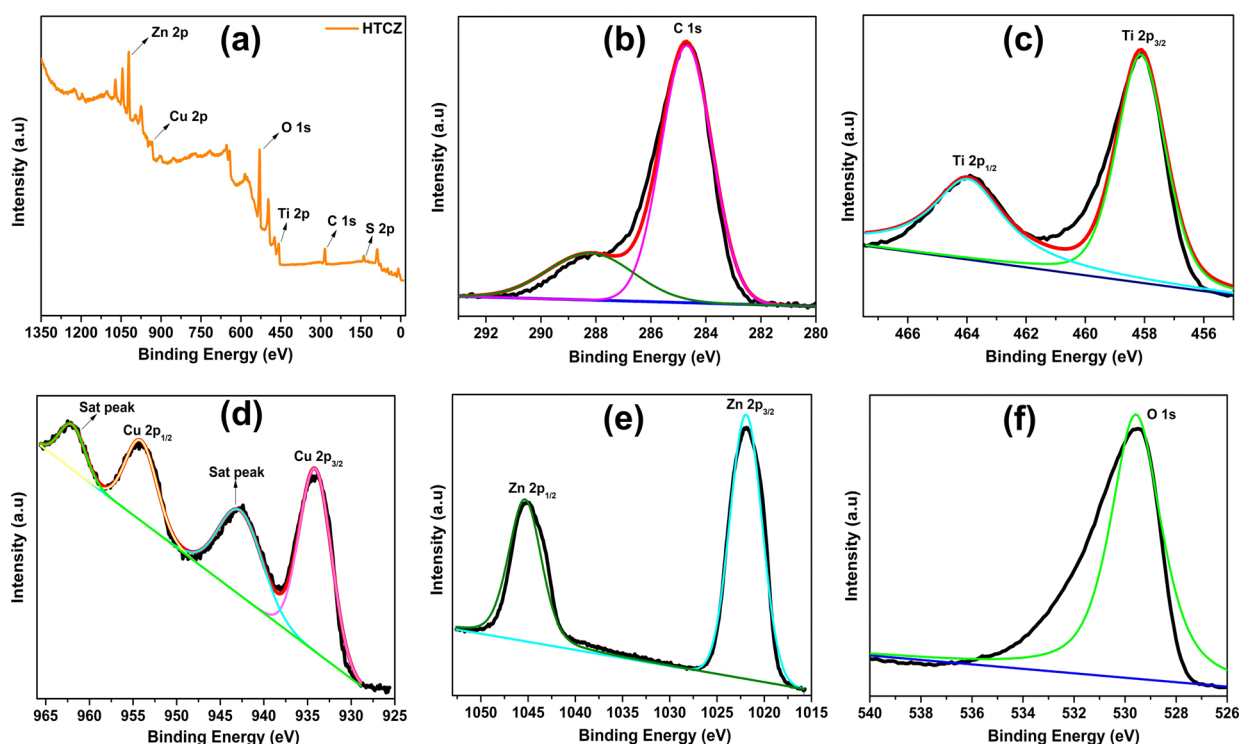 (a)
HTCZ
Zn 2p
Cu 2p
O 1s
Ti 2p
C 1s
S 2p
Intensity (a.u)
1350 1200 1050 900 750 600 450 300 150 0
Binding Energy (eV)
(b)
C 1s
Intensity (a.u)
292 290 288 286 284 282 280
Binding Energy (eV)
(c)
Ti 2p3/2
Ti 2p1/2
Intensity (a.u)
466 464 462 460 458 456
Binding Energy (eV)
(d)
Sat peak
Cu 2p1/2
Sat peak
Cu 2p3/2
Intensity (a.u)
965 960 955 950 945 940 935 930 925
Binding Energy (eV)
(e)
Zn 2p3/2
Zn 2p1/2
Intensity (a.u)
1050 1045 1040 1035 1030 1025 1020 1015
Binding Energy (eV)
(f)
O 1s
Intensity (a.u)
540 538 536 534 532 530 528 526
Binding Energy (eV)